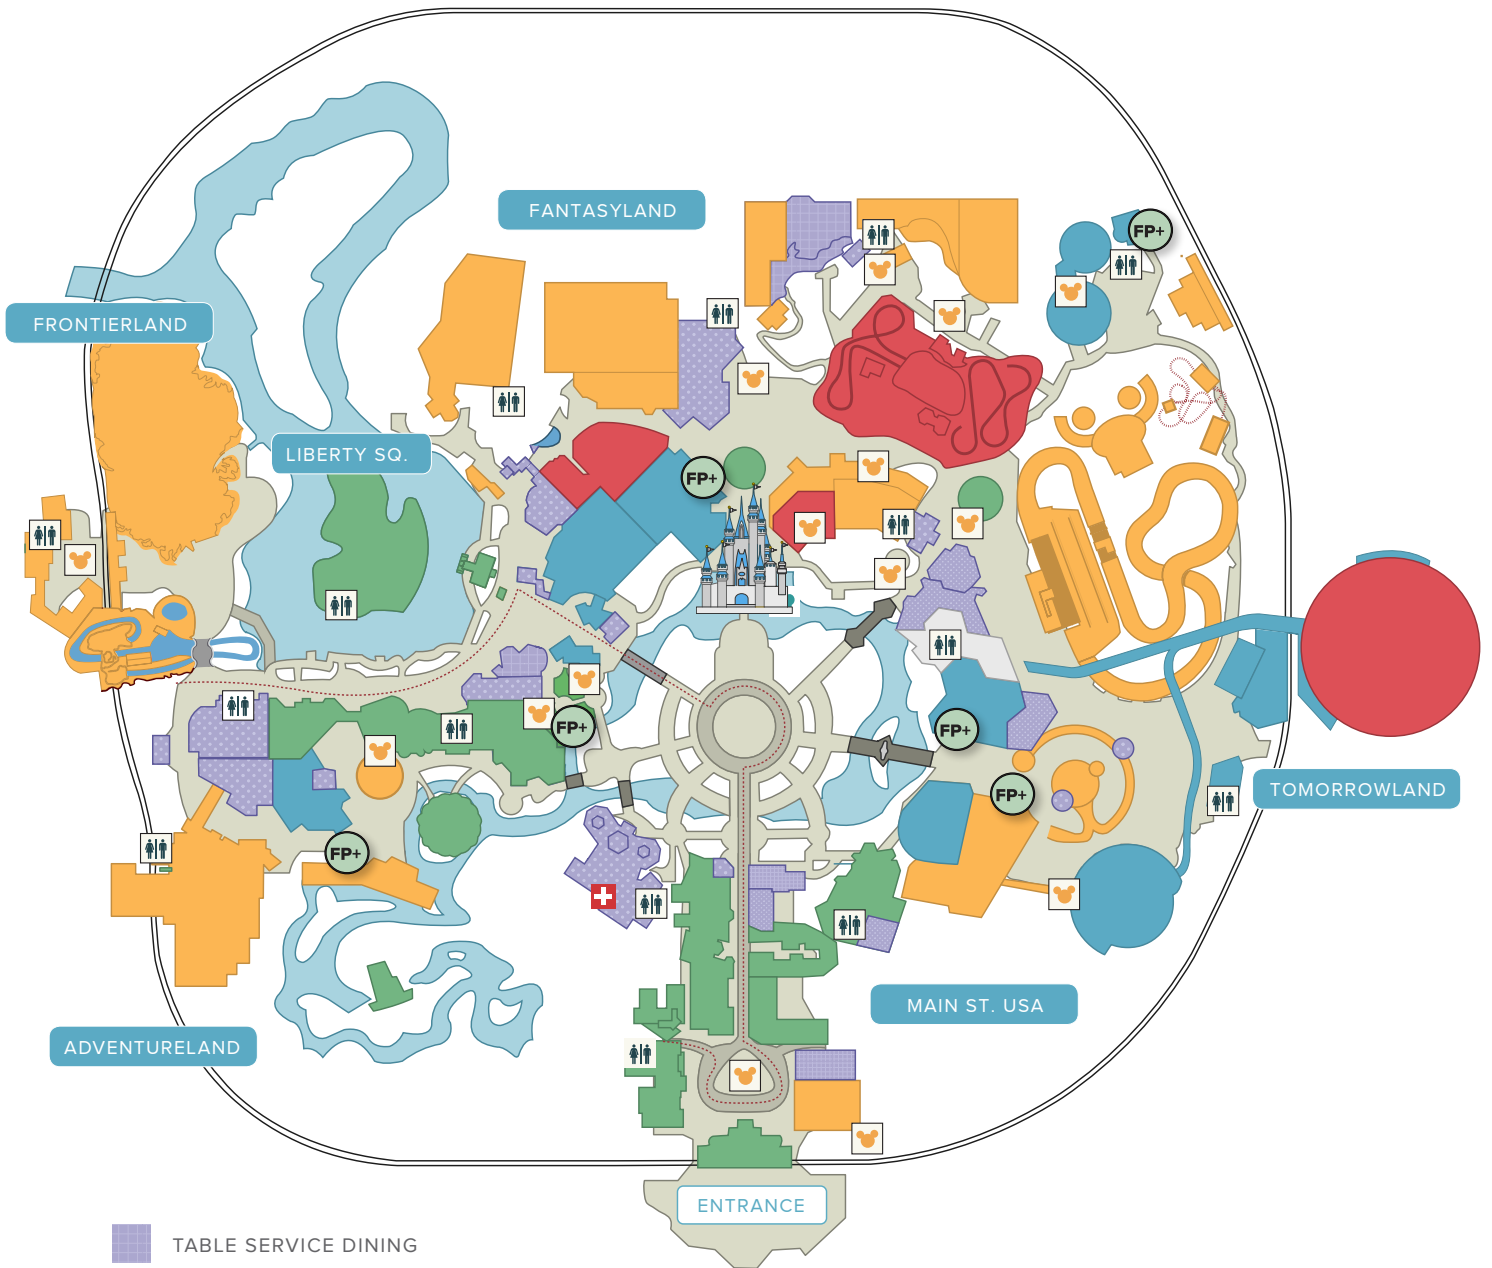 FANTASYLAND
FP+
FRONTIERLAND
LIBERTY SQ.
FP+
FP+
FP+
FP+
TOMORROWLAND
FP+
MAIN ST. USA
ADVENTURELAND
ENTRANCE
TABLE SERVICE DINING